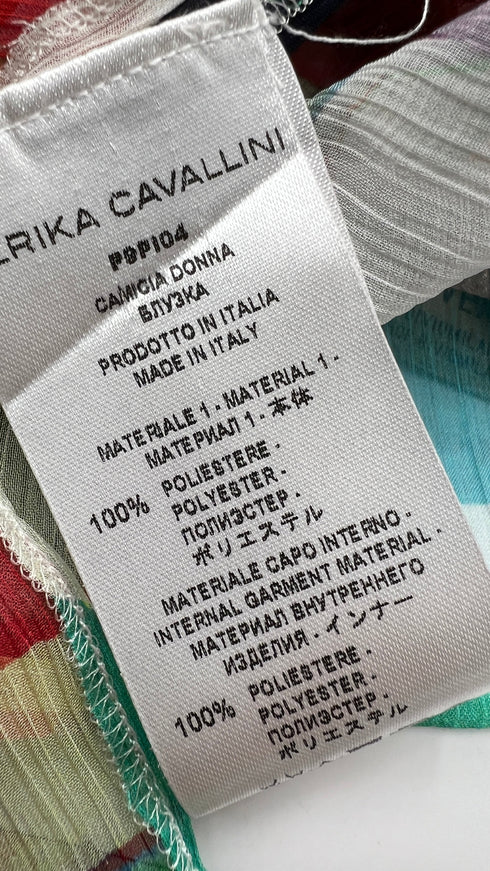 ERIKA CAVALLINI
P9PI04
CAMICIA DONNA
БЛУЗКА
PRODOTTO IN ITALIA
MADE IN ITALY
MATERIALE 1 - MATERIAL 1 -
МАТЕРИАЛ 1 - 本体
100% POLIESTERE -
POLYESTER -
ПОЛИЭСТЕР -
ポリエステル
MATERIALE CAPO INTERNO -
INTERNAL GARMENT MATERIAL -
МАТЕРИАЛ ВНУТРЕННЕГО
ИЗДЕЛИЯ - インナー
100% POLIESTERE -
POLYESTER -
ПОЛИЭСТЕР -
ポリエステル